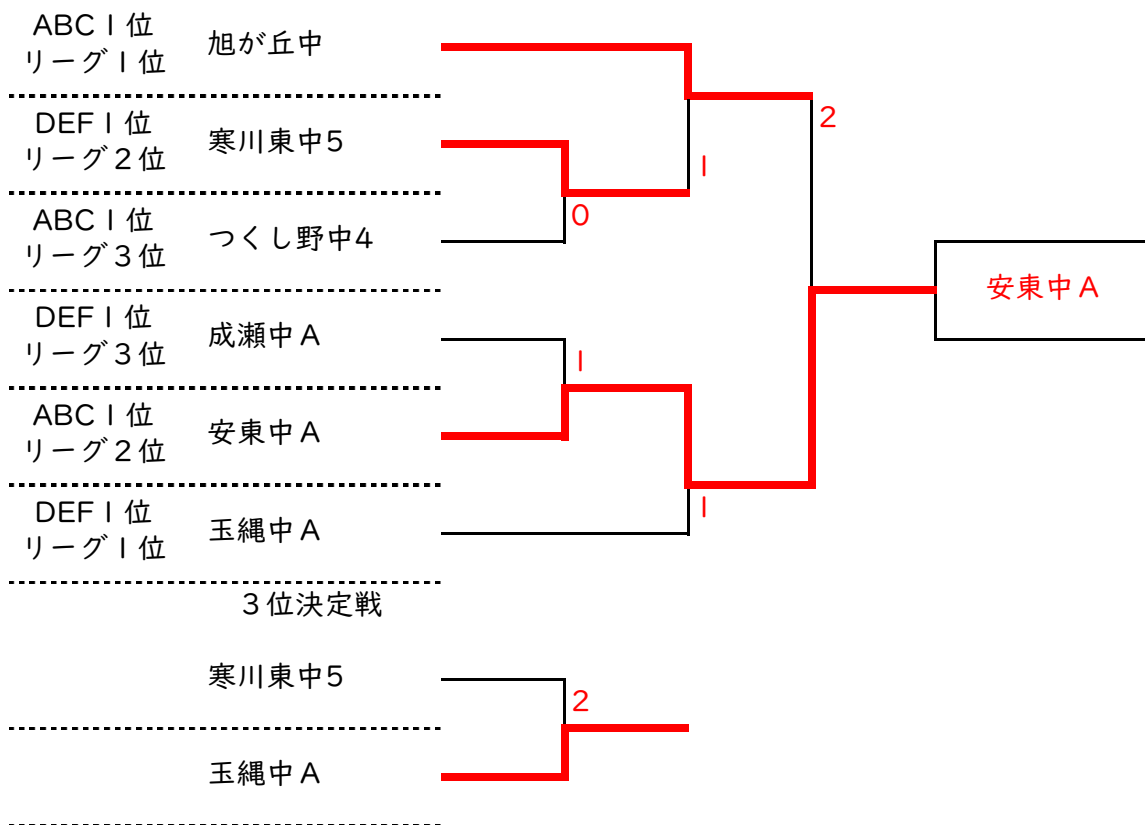 ABC1位
リーグ1位
旭が丘中
2
DEF1位
リーグ2位
寒川東中5
1
0
ABC1位
リーグ3位
つくし野中4
安東中A
DEF1位
リーグ3位
成瀬中A
1
ABC1位
リーグ2位
安東中A
DEF1位
リーグ1位
玉縄中A
1
3位決定戦
寒川東中5
2
玉縄中A